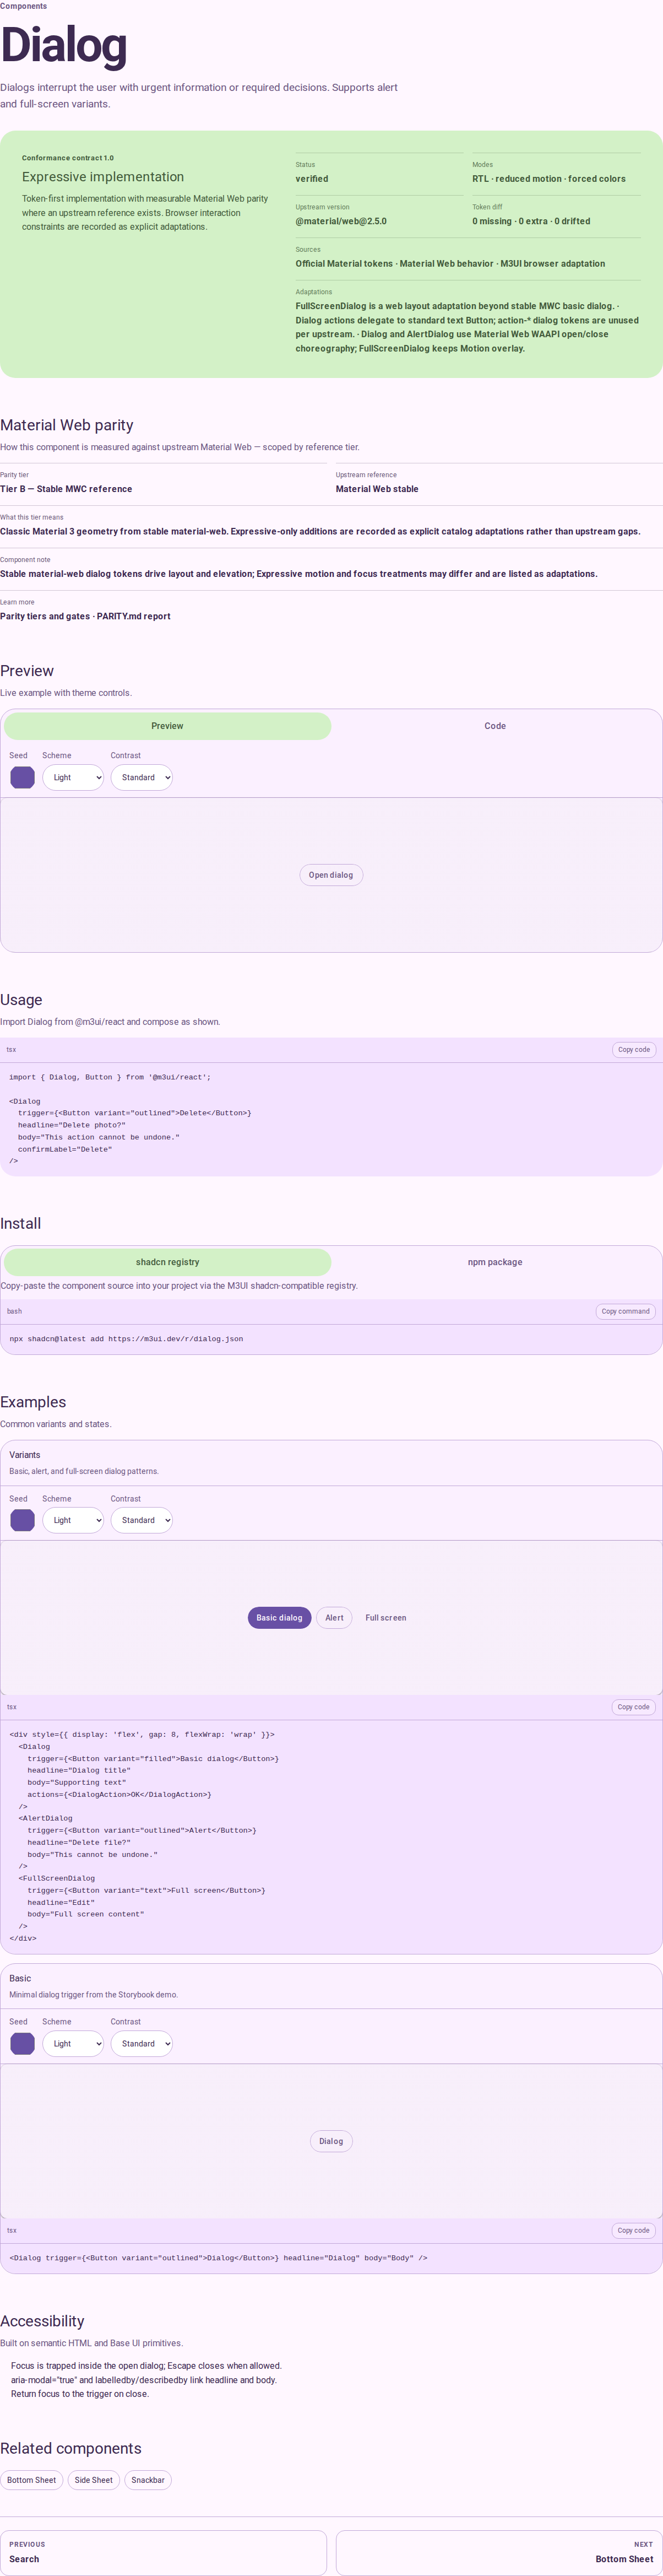 Components
Dialog
Dialogs interrupt the user with urgent information or required decisions. Supports alert
and full-screen variants.
Conformance contract 1.0
Expressive implementation
Token-first implementation with measurable Material Web parity
where an upstream reference exists. Browser interaction
constraints are recorded as explicit adaptations.
Status
verified
Modes
RTL · reduced motion · forced colors
Upstream version
@material/web@2.5.0
Token diff
0 missing · 0 extra · 0 drifted
Sources
Official Material tokens · Material Web behavior · M3UI browser adaptation
Adaptations
FullScreenDialog is a web layout adaptation beyond stable MWC basic dialog. ·
Dialog actions delegate to standard text Button; action-* dialog tokens are unused
per upstream. · Dialog and AlertDialog use Material Web WAAPI open/close
choreography; FullScreenDialog keeps Motion overlay.
Material Web parity
How this component is measured against upstream Material Web — scoped by reference tier.
Parity tier
Tier B — Stable MWC reference
Upstream reference
Material Web stable
What this tier means
Classic Material 3 geometry from stable material-web. Expressive-only additions are recorded as explicit catalog adaptations rather than upstream gaps.
Component note
Stable material-web dialog tokens drive layout and elevation; Expressive motion and focus treatments may differ and are listed as adaptations.
Learn more
Parity tiers and gates · PARITY.md report
Preview
Live example with theme controls.
Preview
Code
Seed
Scheme
Contrast
Light
Standard
Open dialog
Usage
Import Dialog from @m3ui/react and compose as shown.
tsx
Copy code
import { Dialog, Button } from '@m3ui/react';
<Dialog
trigger={<Button variant="outlined">Delete</Button>}
headline="Delete photo?"
body="This action cannot be undone."
confirmLabel="Delete"
/>
Install
shadcn registry
npm package
Copy-paste the component source into your project via the M3UI shadcn-compatible registry.
bash
Copy command
npx shadcn@latest add https://m3ui.dev/r/dialog.json
Examples
Common variants and states.
Variants
Basic, alert, and full-screen dialog patterns.
Seed
Scheme
Contrast
Light
Standard
Basic dialog
Alert
Full screen
tsx
Copy code
<div style={{ display: 'flex', gap: 8, flexWrap: 'wrap' }}>
<Dialog
trigger={<Button variant="filled">Basic dialog</Button>}
headline="Dialog title"
body="Supporting text"
actions={<DialogAction>OK</DialogAction>}
/>
<AlertDialog
trigger={<Button variant="outlined">Alert</Button>}
headline="Delete file?"
body="This cannot be undone."
/>
<FullScreenDialog
trigger={<Button variant="text">Full screen</Button>}
headline="Edit"
body="Full screen content"
/>
</div>
Basic
Minimal dialog trigger from the Storybook demo.
Seed
Scheme
Contrast
Light
Standard
Dialog
tsx
Copy code
<Dialog trigger={<Button variant="outlined">Dialog</Button>} headline="Dialog" body="Body" />
Accessibility
Built on semantic HTML and Base UI primitives.
Focus is trapped inside the open dialog; Escape closes when allowed.
aria-modal="true" and labelledby/describedby link headline and body.
Return focus to the trigger on close.
Related components
Bottom Sheet
Side Sheet
Snackbar
PREVIOUS
Search
NEXT
Bottom Sheet